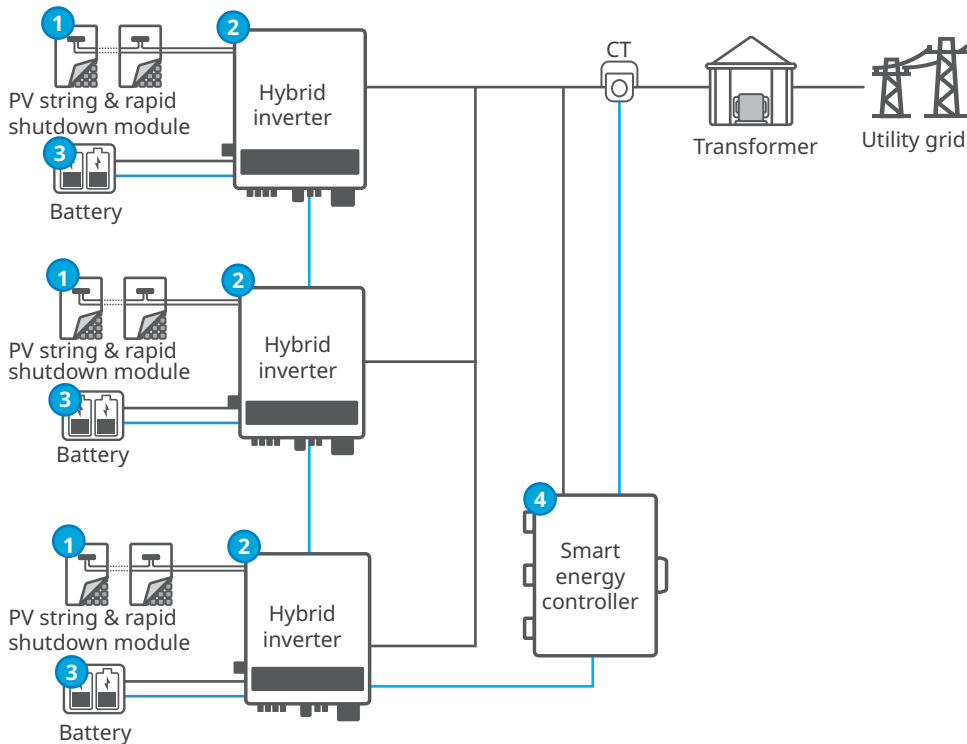 1
2
CT
Hybrid
inverter
PV string & rapid
shutdown module
Transformer
Utility grid
3
Battery
1
2
Hybrid
inverter
PV string & rapid
shutdown module
3
Battery
4
1
2
Smart
energy
controller
Hybrid
inverter
PV string & rapid
shutdown module
3
Battery